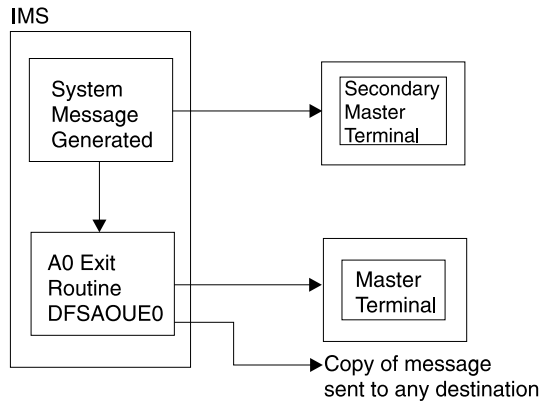 IMS
System
Message
Generated
Secondary
Master
Terminal
A0 Exit
Routine
DFSAOUE0
Master
Terminal
Copy of message
sent to any destination